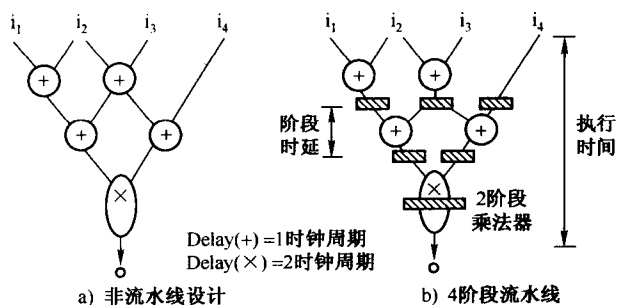 i₁ i₂ i₃ i₄
+
+
+
+
×
Delay(+) =1时钟周期
Delay(×) =2时钟周期
a) 非流水线设计
i₁ i₂ i₃ i₄
+
+
阶段
时延
+
+
执行
时间
×
2阶段
乘法器
b) 4阶段流水线